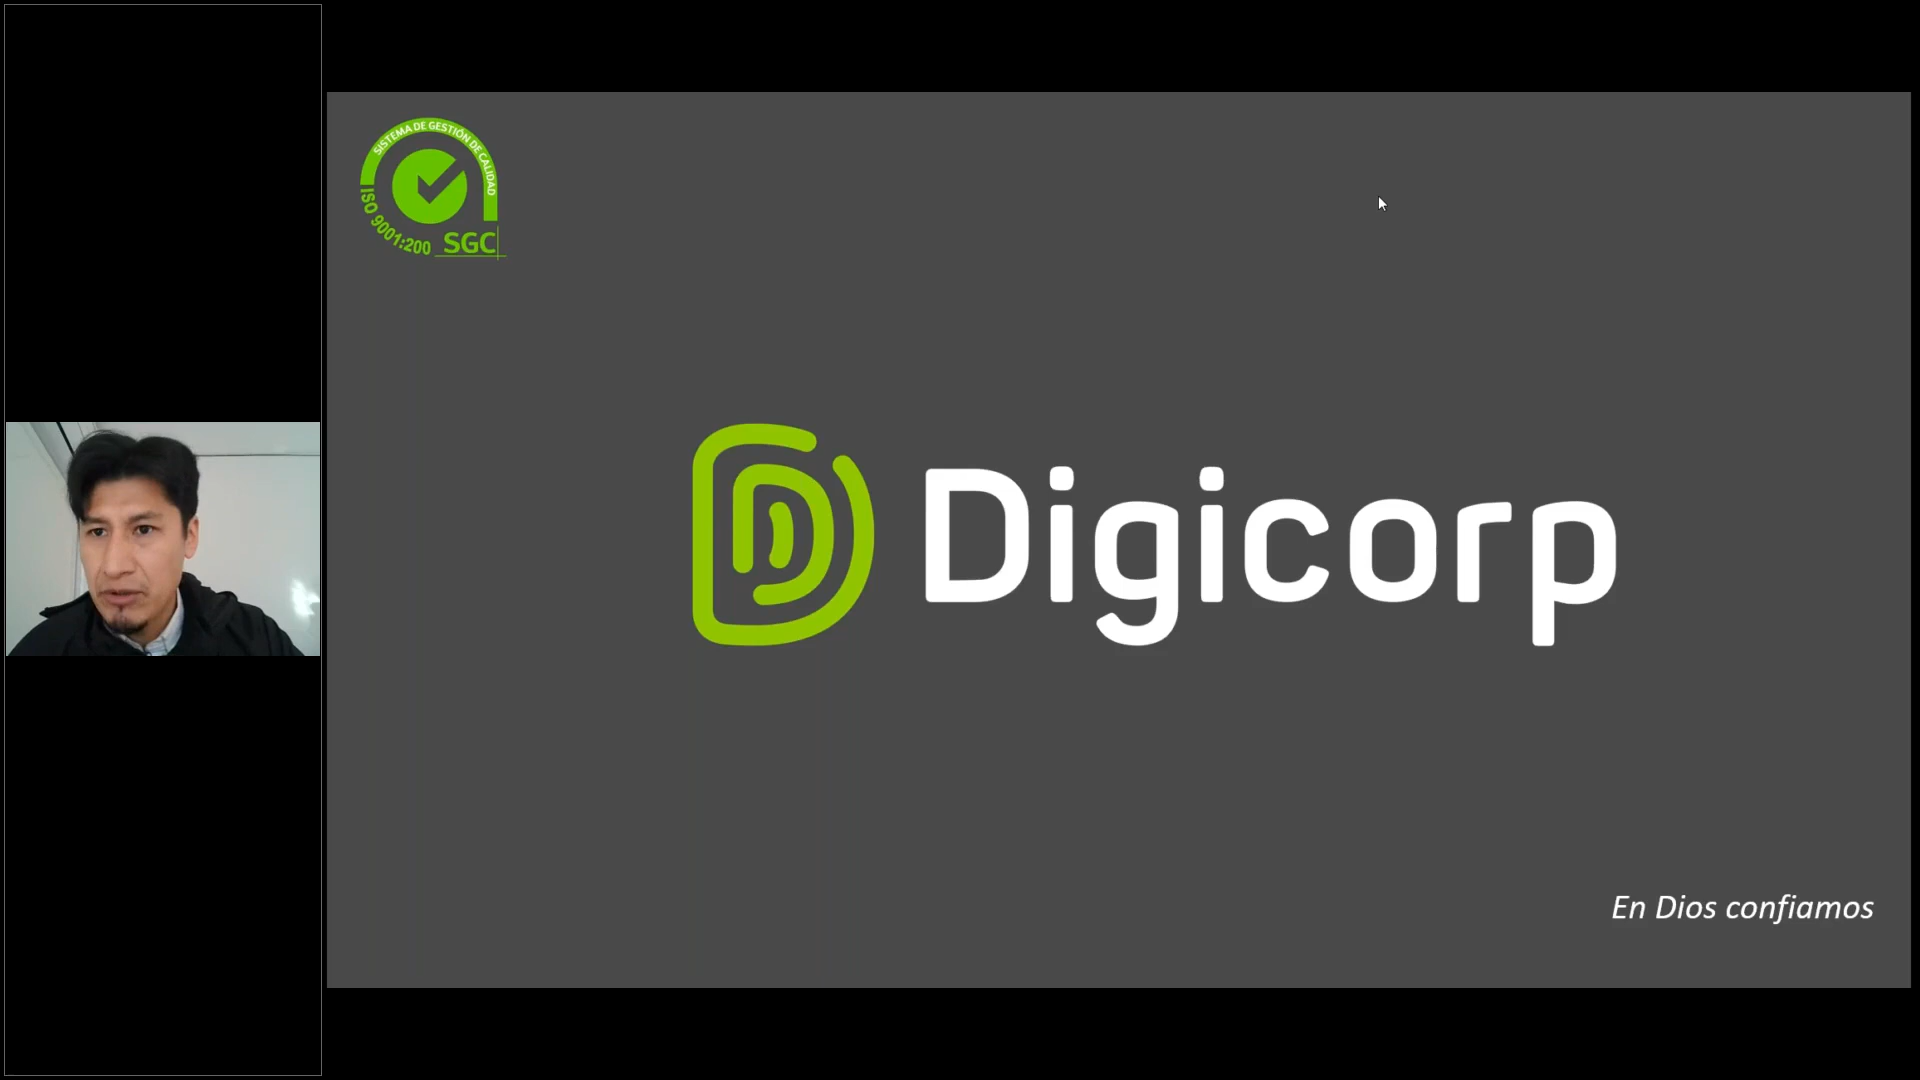 SISTEMA DE GESTIÓN DE CALIDAD
ISO 9001:200
SGC
Digicorp
En Dios confiamos